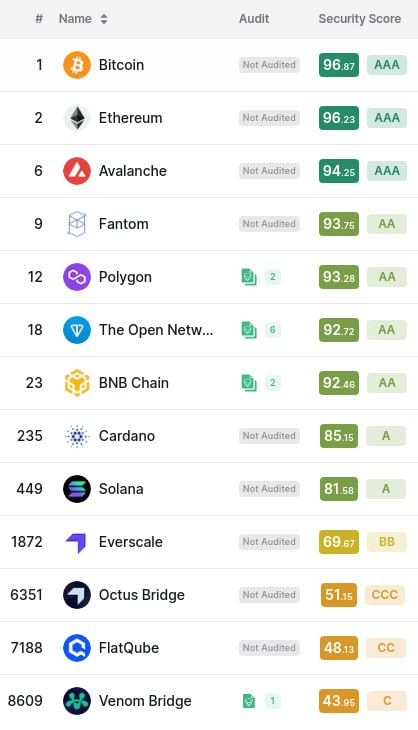 # Name Audit Security Score
1 Bitcoin Not Audited 96.87 AAA
2 Ethereum Not Audited 96.23 AAA
6 Avalanche Not Audited 94.25 AAA
9 Fantom Not Audited 93.75 AA
12 Polygon 2 93.28 AA
18 The Open Netw... 6 92.72 AA
23 BNB Chain 2 92.46 AA
235 Cardano Not Audited 85.15 A
449 Solana Not Audited 81.58 A
1872 Everscale Not Audited 69.67 BB
6351 Octus Bridge Not Audited 51.15 CCC
7188 FlatQube Not Audited 48.13 CC
8609 Venom Bridge 1 43.95 C